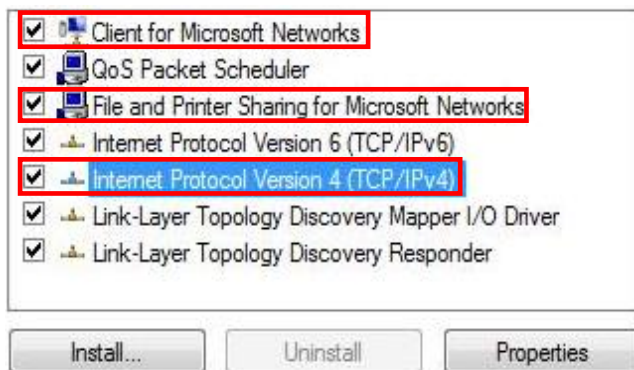 Client for Microsoft Networks
QoS Packet Scheduler
File and Printer Sharing for Microsoft Networks
Internet Protocol Version 6 (TCP/IPv6)
Internet Protocol Version 4 (TCP/IPv4)
Link-Layer Topology Discovery Mapper I/O Driver
Link-Layer Topology Discovery Responder
Install... Uninstall Properties